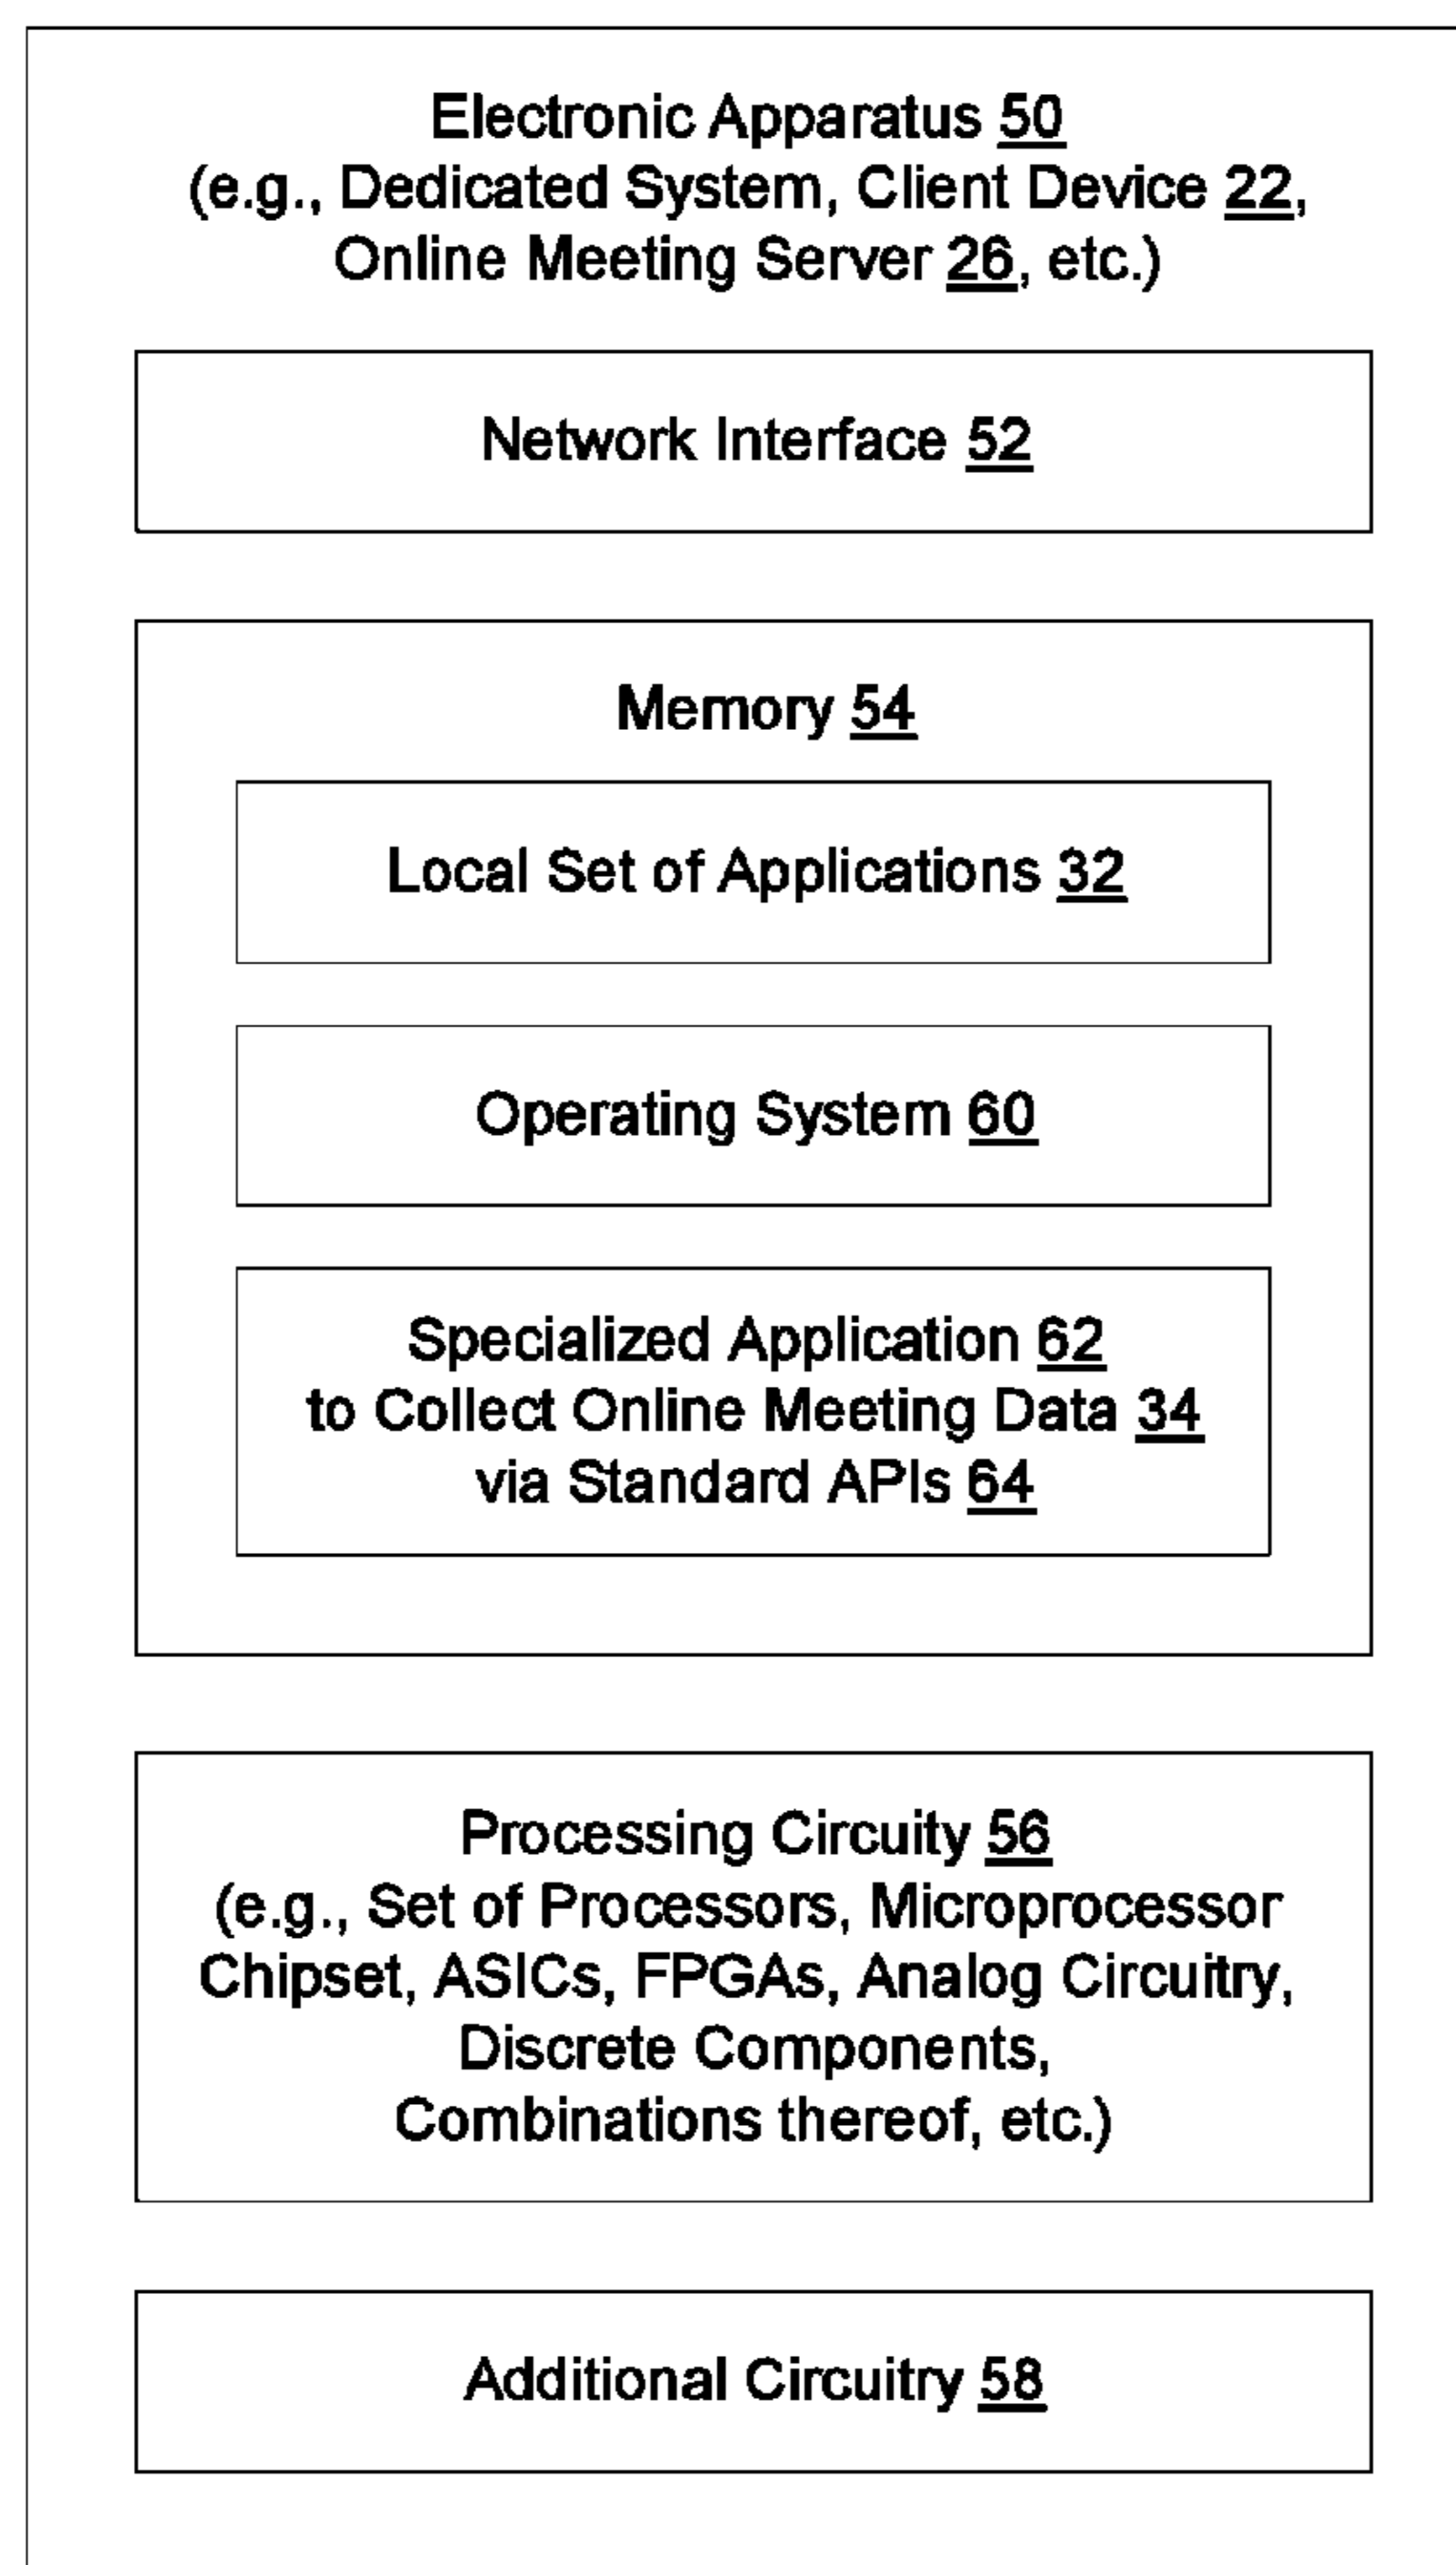 Electronic Apparatus 50
(e.g., Dedicated System, Client Device 22,
Online Meeting Server 26, etc.)
Network Interface 52
Memory 54
Local Set of Applications 32
Operating System 60
Specialized Application 62
to Collect Online Meeting Data 34
via Standard APIs 64
Processing Circuity 56
(e.g., Set of Processors, Microprocessor
Chipset, ASICs, FPGAs, Analog Circuitry,
Discrete Components,
Combinations thereof, etc.)
Additional Circuitry 58